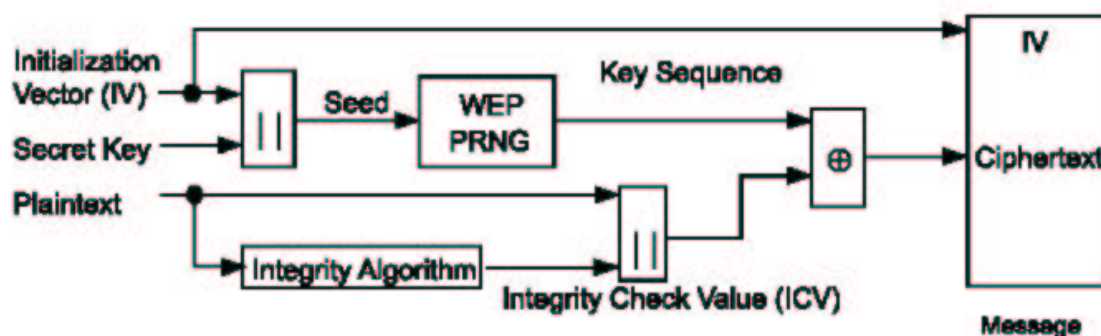 IV
Initialization
Vector (IV)
Key Sequence
||
Seed
WEP
PRNG
Secret Key
⊕
Ciphertext
Plaintext
||
Integrity Algorithm
Integrity Check Value (ICV)
Message